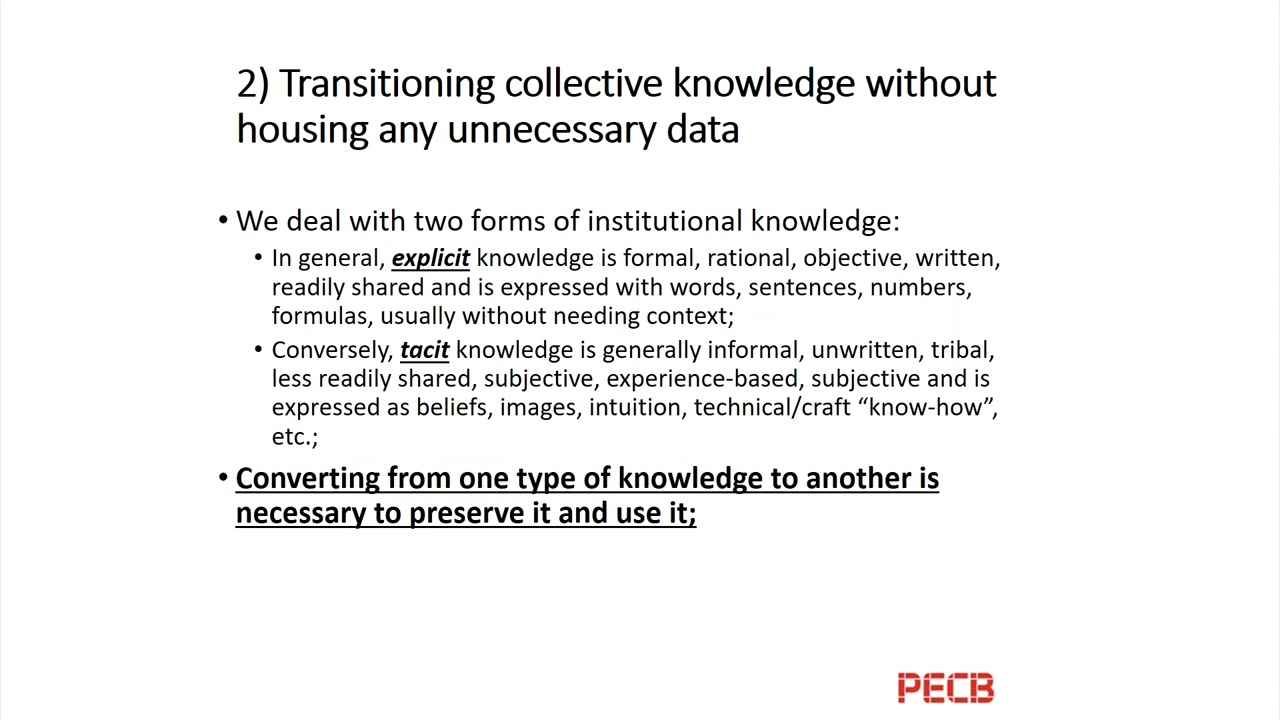 2) Transitioning collective knowledge without
housing any unnecessary data
• We deal with two forms of institutional knowledge:
• In general, explicit knowledge is formal, rational, objective, written,
readily shared and is expressed with words, sentences, numbers,
formulas, usually without needing context;
• Conversely, tacit knowledge is generally informal, unwritten, tribal,
less readily shared, subjective, experience-based, subjective and is
expressed as beliefs, images, intuition, technical/craft “know-how”,
etc.;
• Converting from one type of knowledge to another is
necessary to preserve it and use it;
PECB